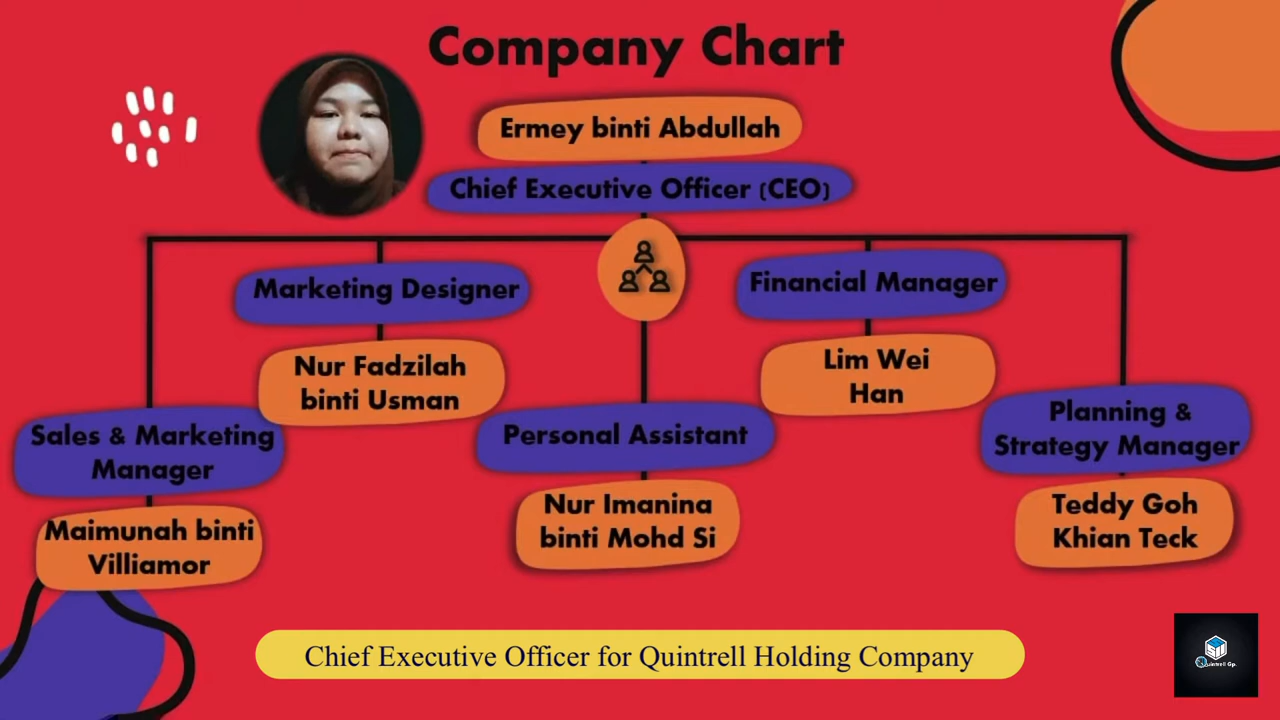 Company Chart
Ermey binti Abdullah
Chief Executive Officer (CEO)
Marketing Designer
Nur Fadzilah
binti Usman
Financial Manager
Lim Wei
Han
Sales & Marketing
Manager
Maimunah binti
Villiamor
Personal Assistant
Nur Imanina
binti Mohd Si
Planning &
Strategy Manager
Teddy Goh
Khian Teck
Chief Executive Officer for Quintrell Holding Company
Quintrell Gp.